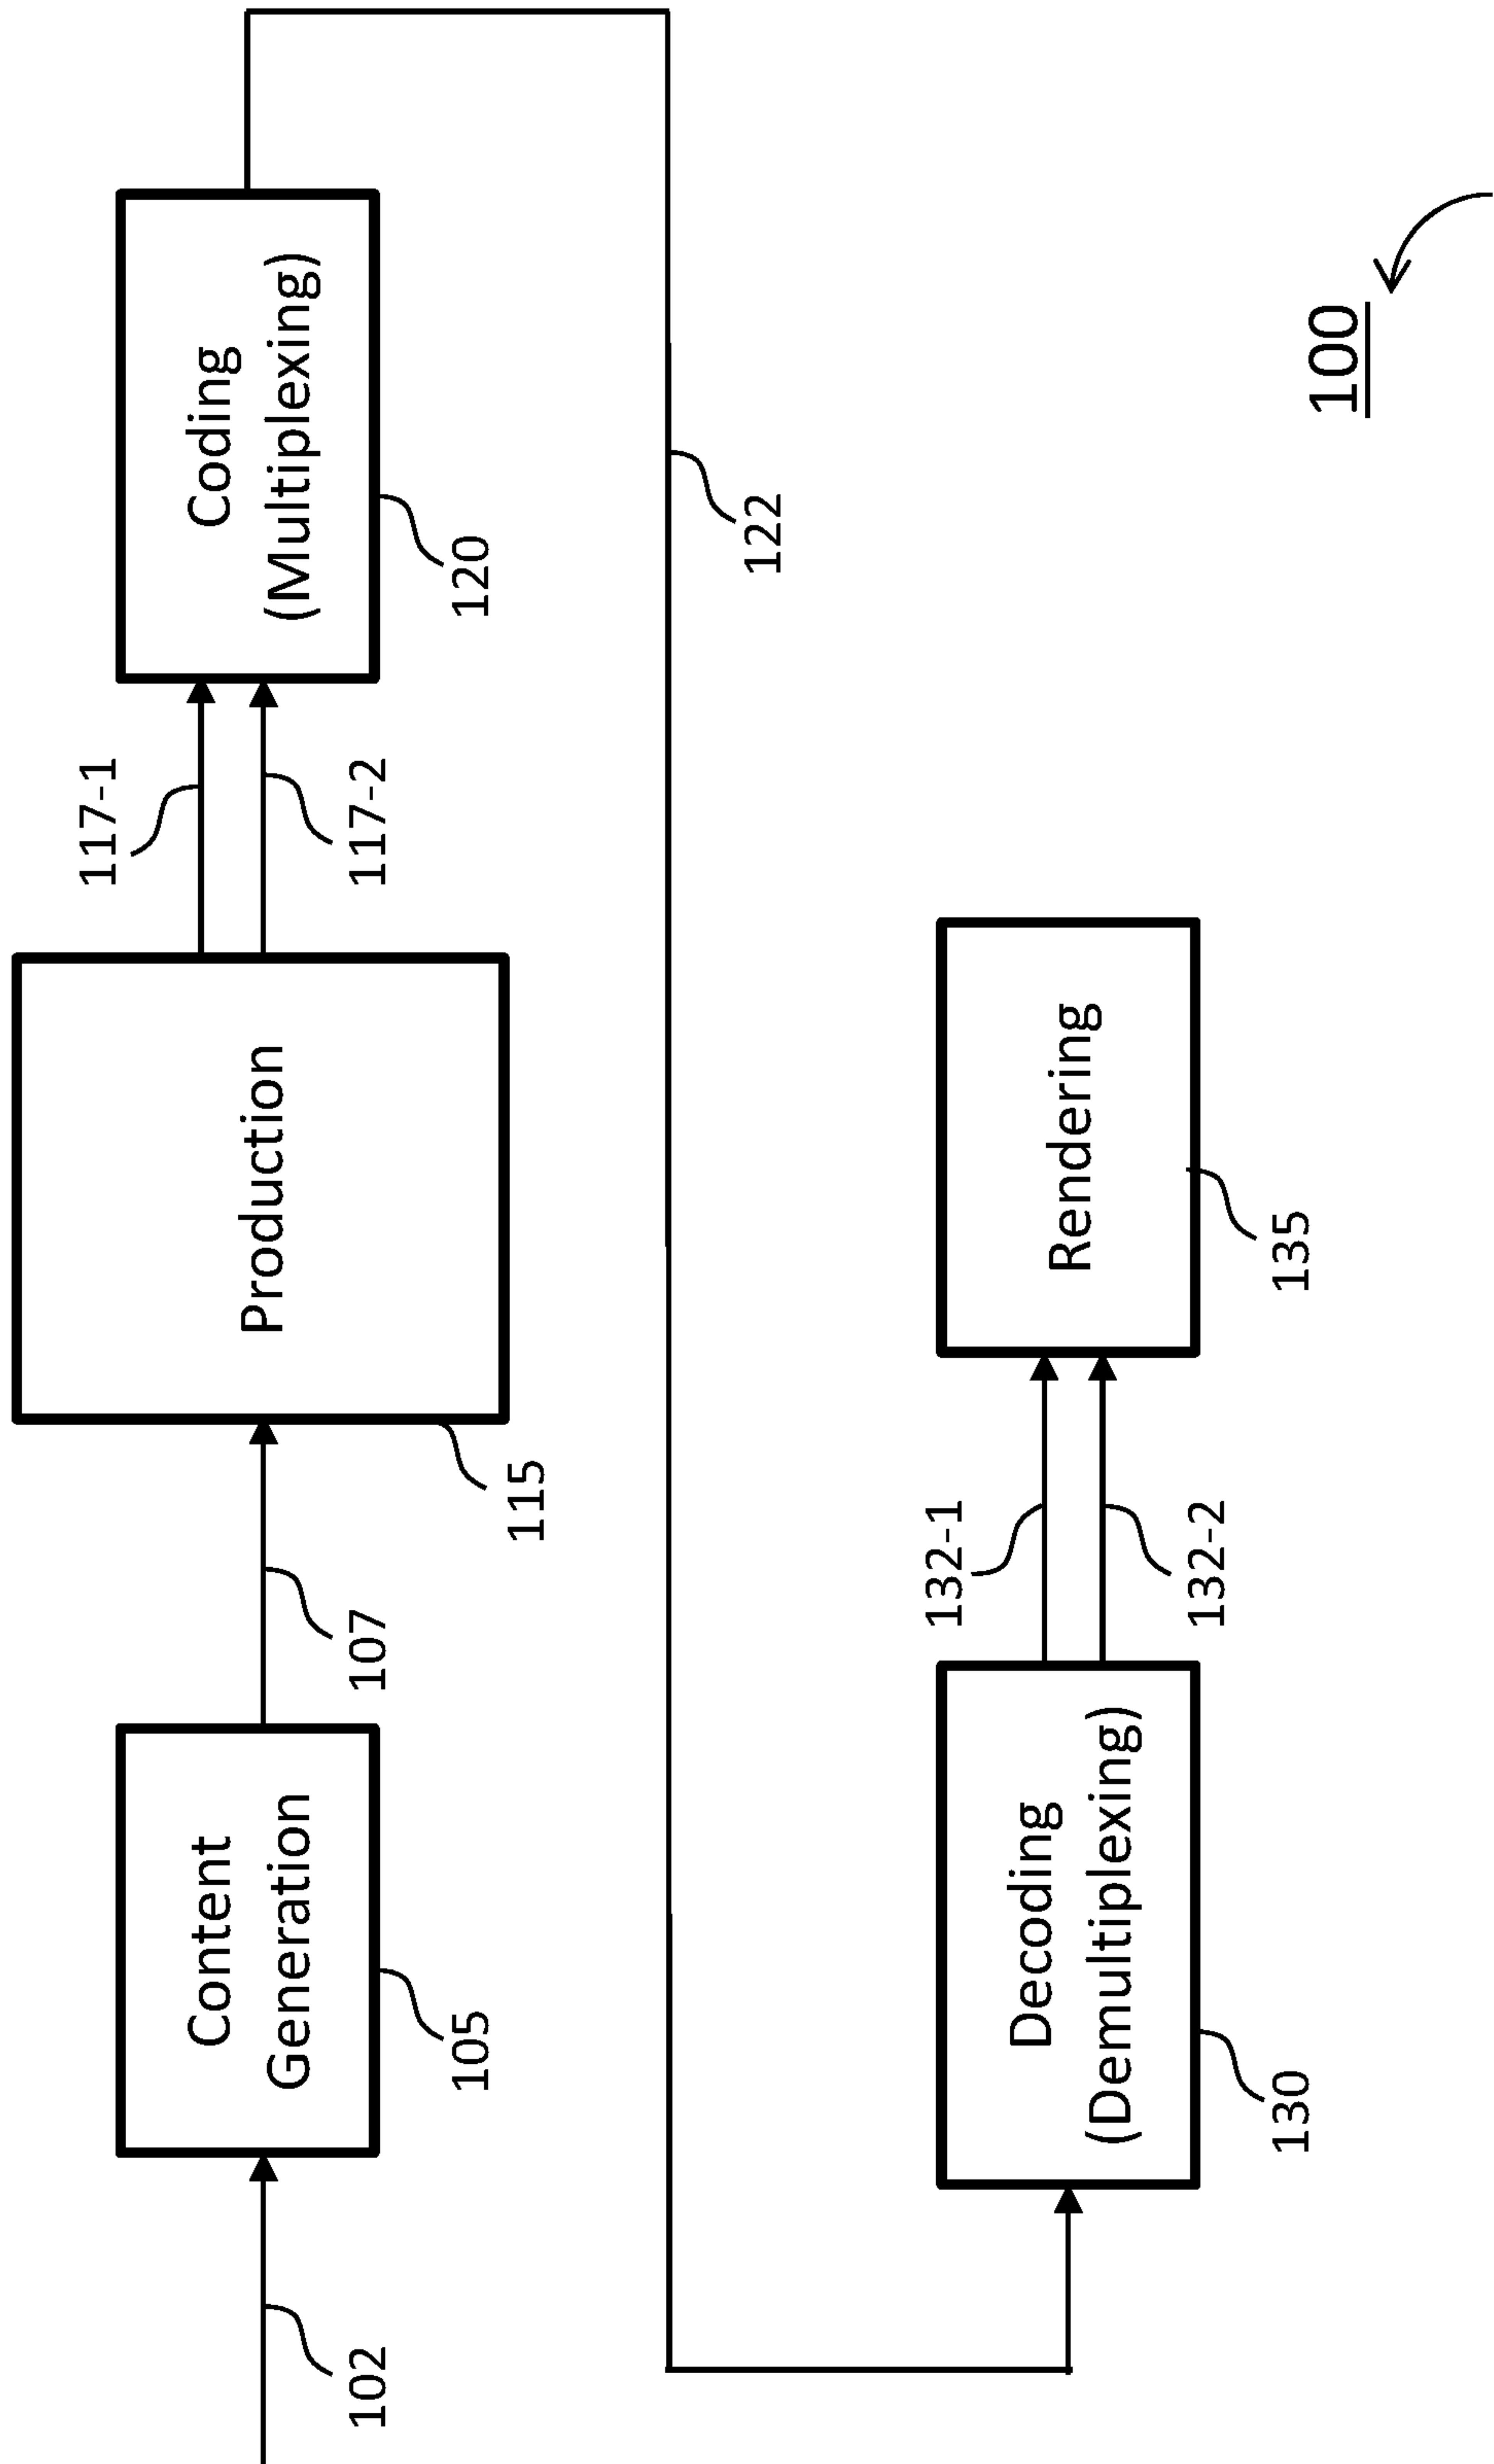 Content
Generation
Production
Coding
(Multiplexing)
117-1
102
107
117-2
105
120
115
122
Decoding
(Demultiplexing)
Rendering
132-1
132-2
130
135
100